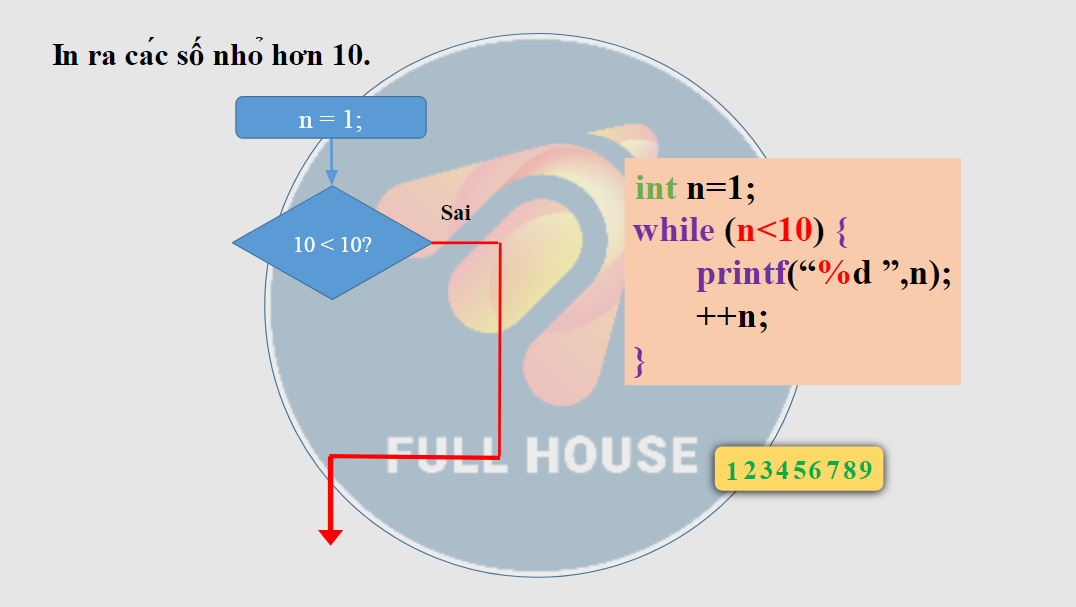 In ra các số nhỏ hơn 10.
n = 1;
10 < 10?
Sai
int n=1;
while (n<10) {
printf(“%d ”,n);
++n;
}
FULL HOUSE
1 2 3 4 5 6 7 8 9